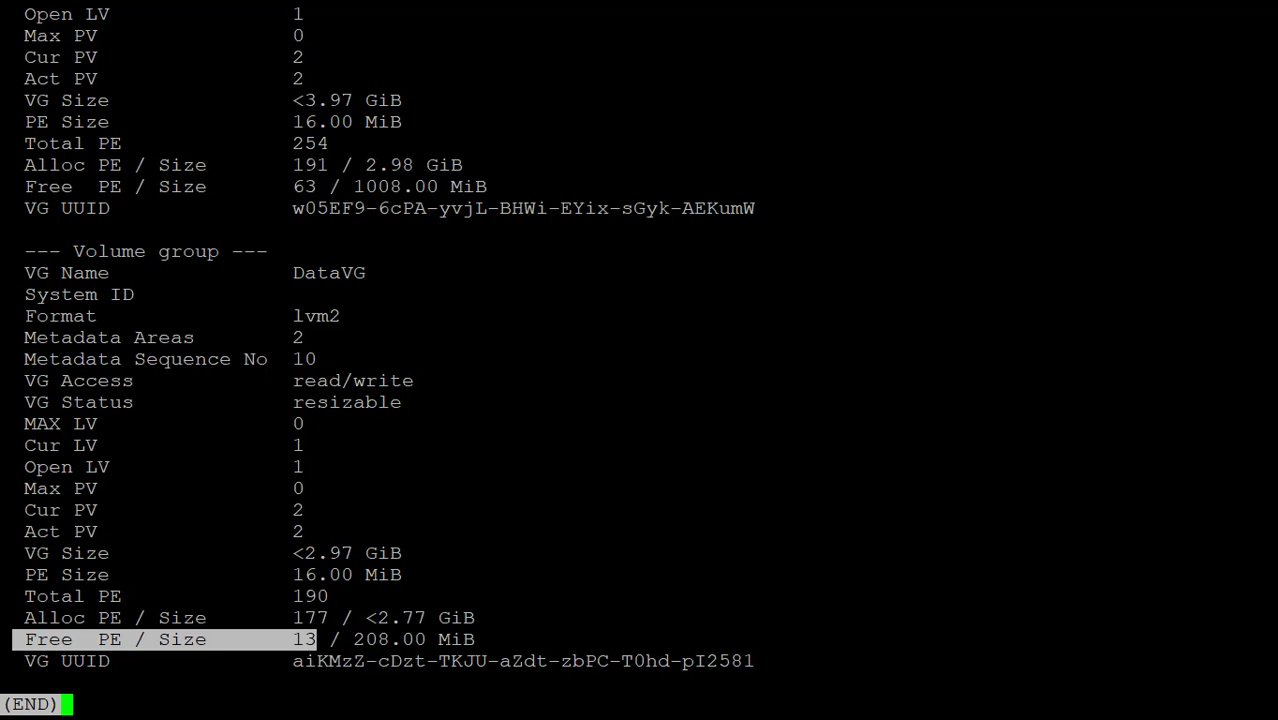 Open LV 1
Max PV 0
Cur PV 2
Act PV 2
VG Size <3.97 GiB
PE Size 16.00 MiB
Total PE 254
Alloc PE / Size 191 / 2.98 GiB
Free  PE / Size 63 / 1008.00 MiB
VG UUID w05EF9-6cPA-yvjL-BHWi-EYix-sGyk-AEKumW
--- Volume group ---
VG Name DataVG
System ID
Format lvm2
Metadata Areas 2
Metadata Sequence No 10
VG Access read/write
VG Status resizable
MAX LV 0
Cur LV 1
Open LV 1
Max PV 0
Cur PV 2
Act PV 2
VG Size <2.97 GiB
PE Size 16.00 MiB
Total PE 190
Alloc PE / Size 177 / <2.77 GiB
Free  PE / Size 13 / 208.00 MiB
VG UUID aiKMzZ-cDzt-TKJU-aZdt-zbPC-T0hd-pI2581
(END)